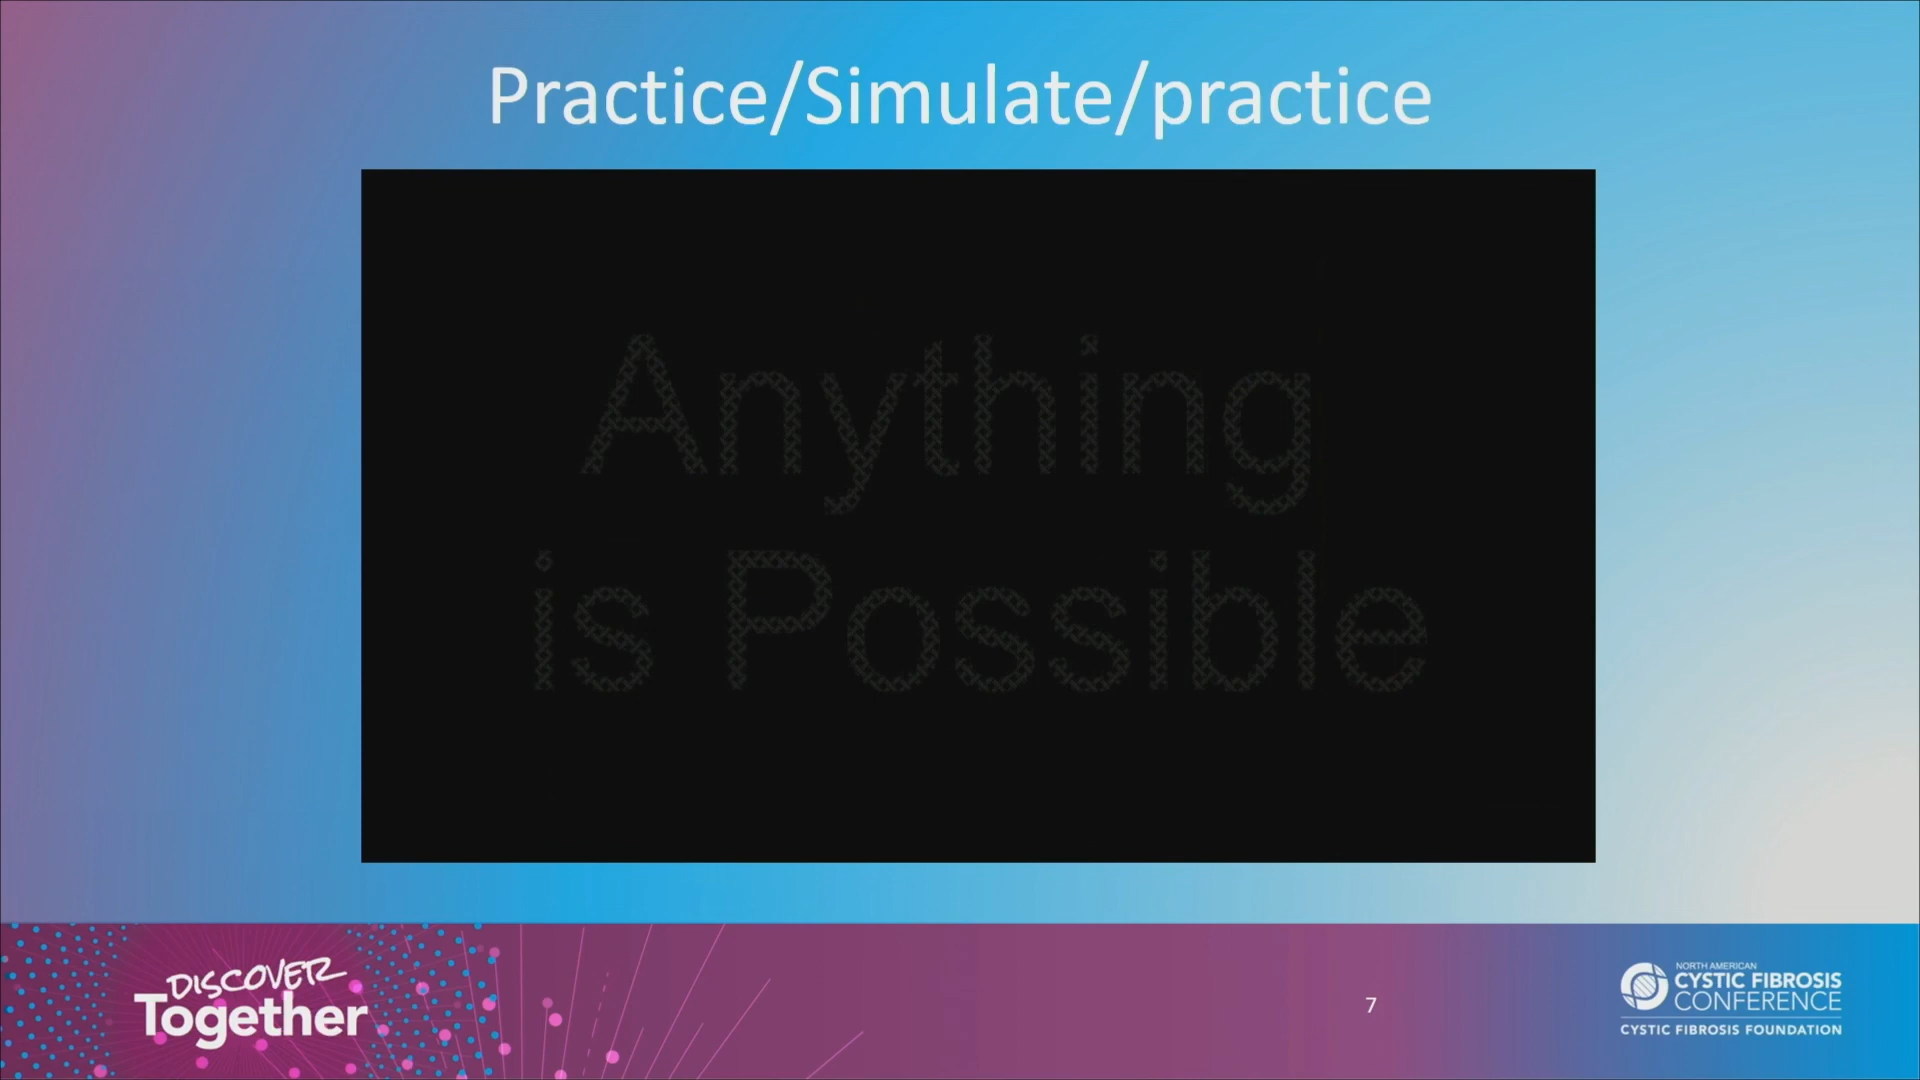 Practice/Simulate/practice
Anything
is Possible
DISCOVER
Together
7
NORTH AMERICAN
CYSTIC FIBROSIS
CONFERENCE
CYSTIC FIBROSIS FOUNDATION